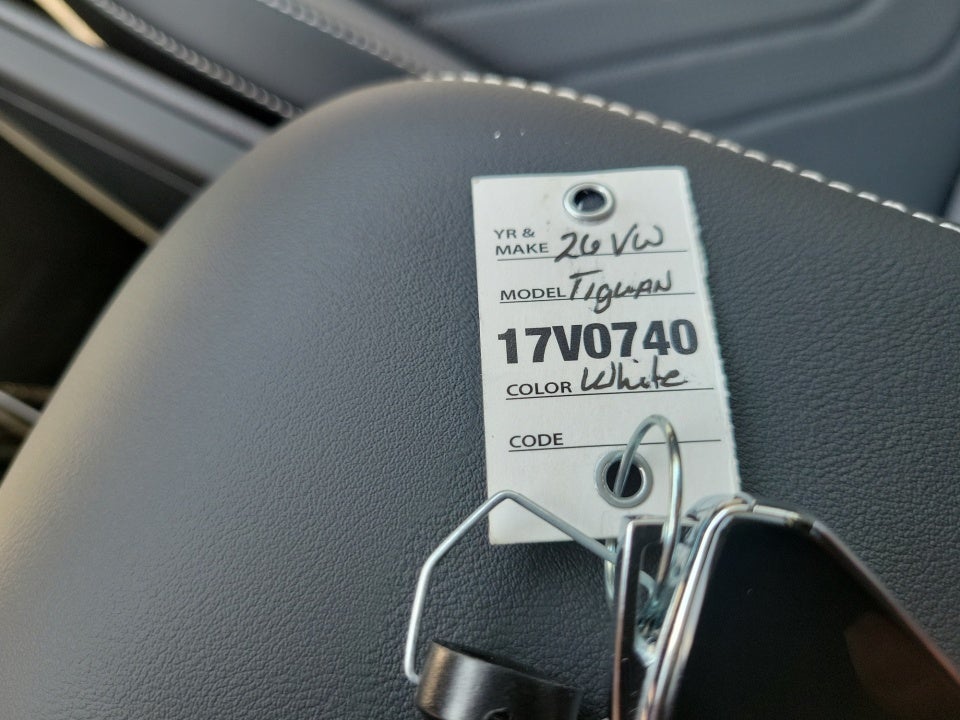 YR &
MAKE 26 VW
MODEL Tiguan
17V0740
COLOR White
CODE